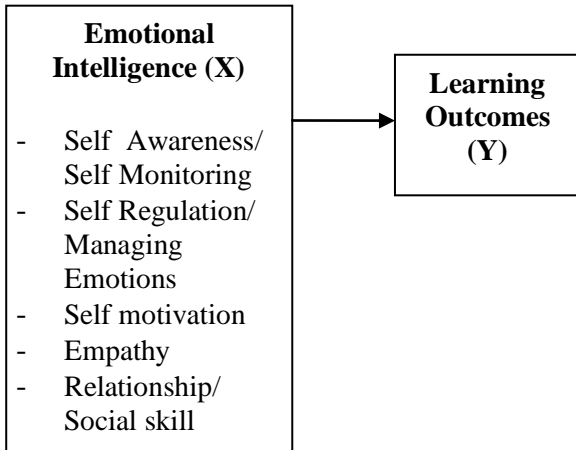 Emotional
Intelligence (X)
- Self Awareness/
Self Monitoring
- Self Regulation/
Managing
Emotions
- Self motivation
- Empathy
- Relationship/
Social skill
Learning
Outcomes
(Y)